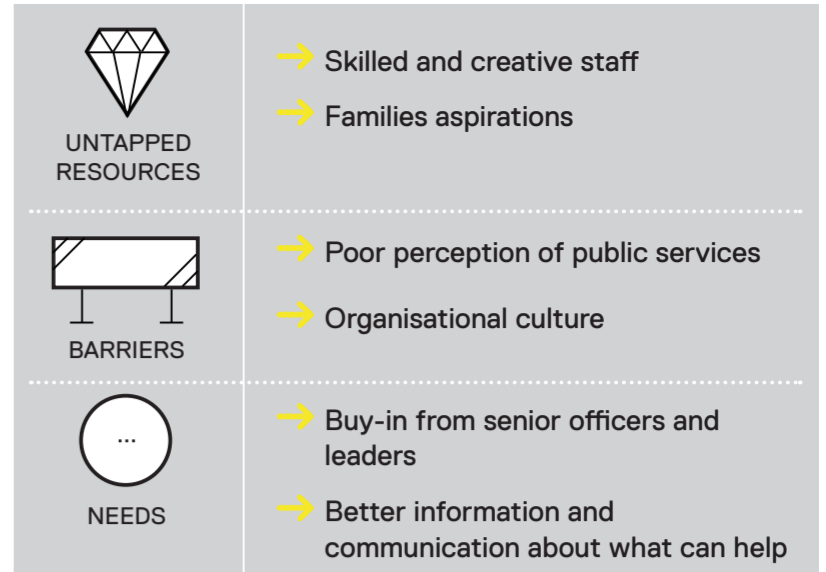 UNTAPPED
RESOURCES
Skilled and creative staff
Families aspirations
BARRIERS
Poor perception of public services
Organisational culture
...
NEEDS
Buy-in from senior officers and
leaders
Better information and
communication about what can help